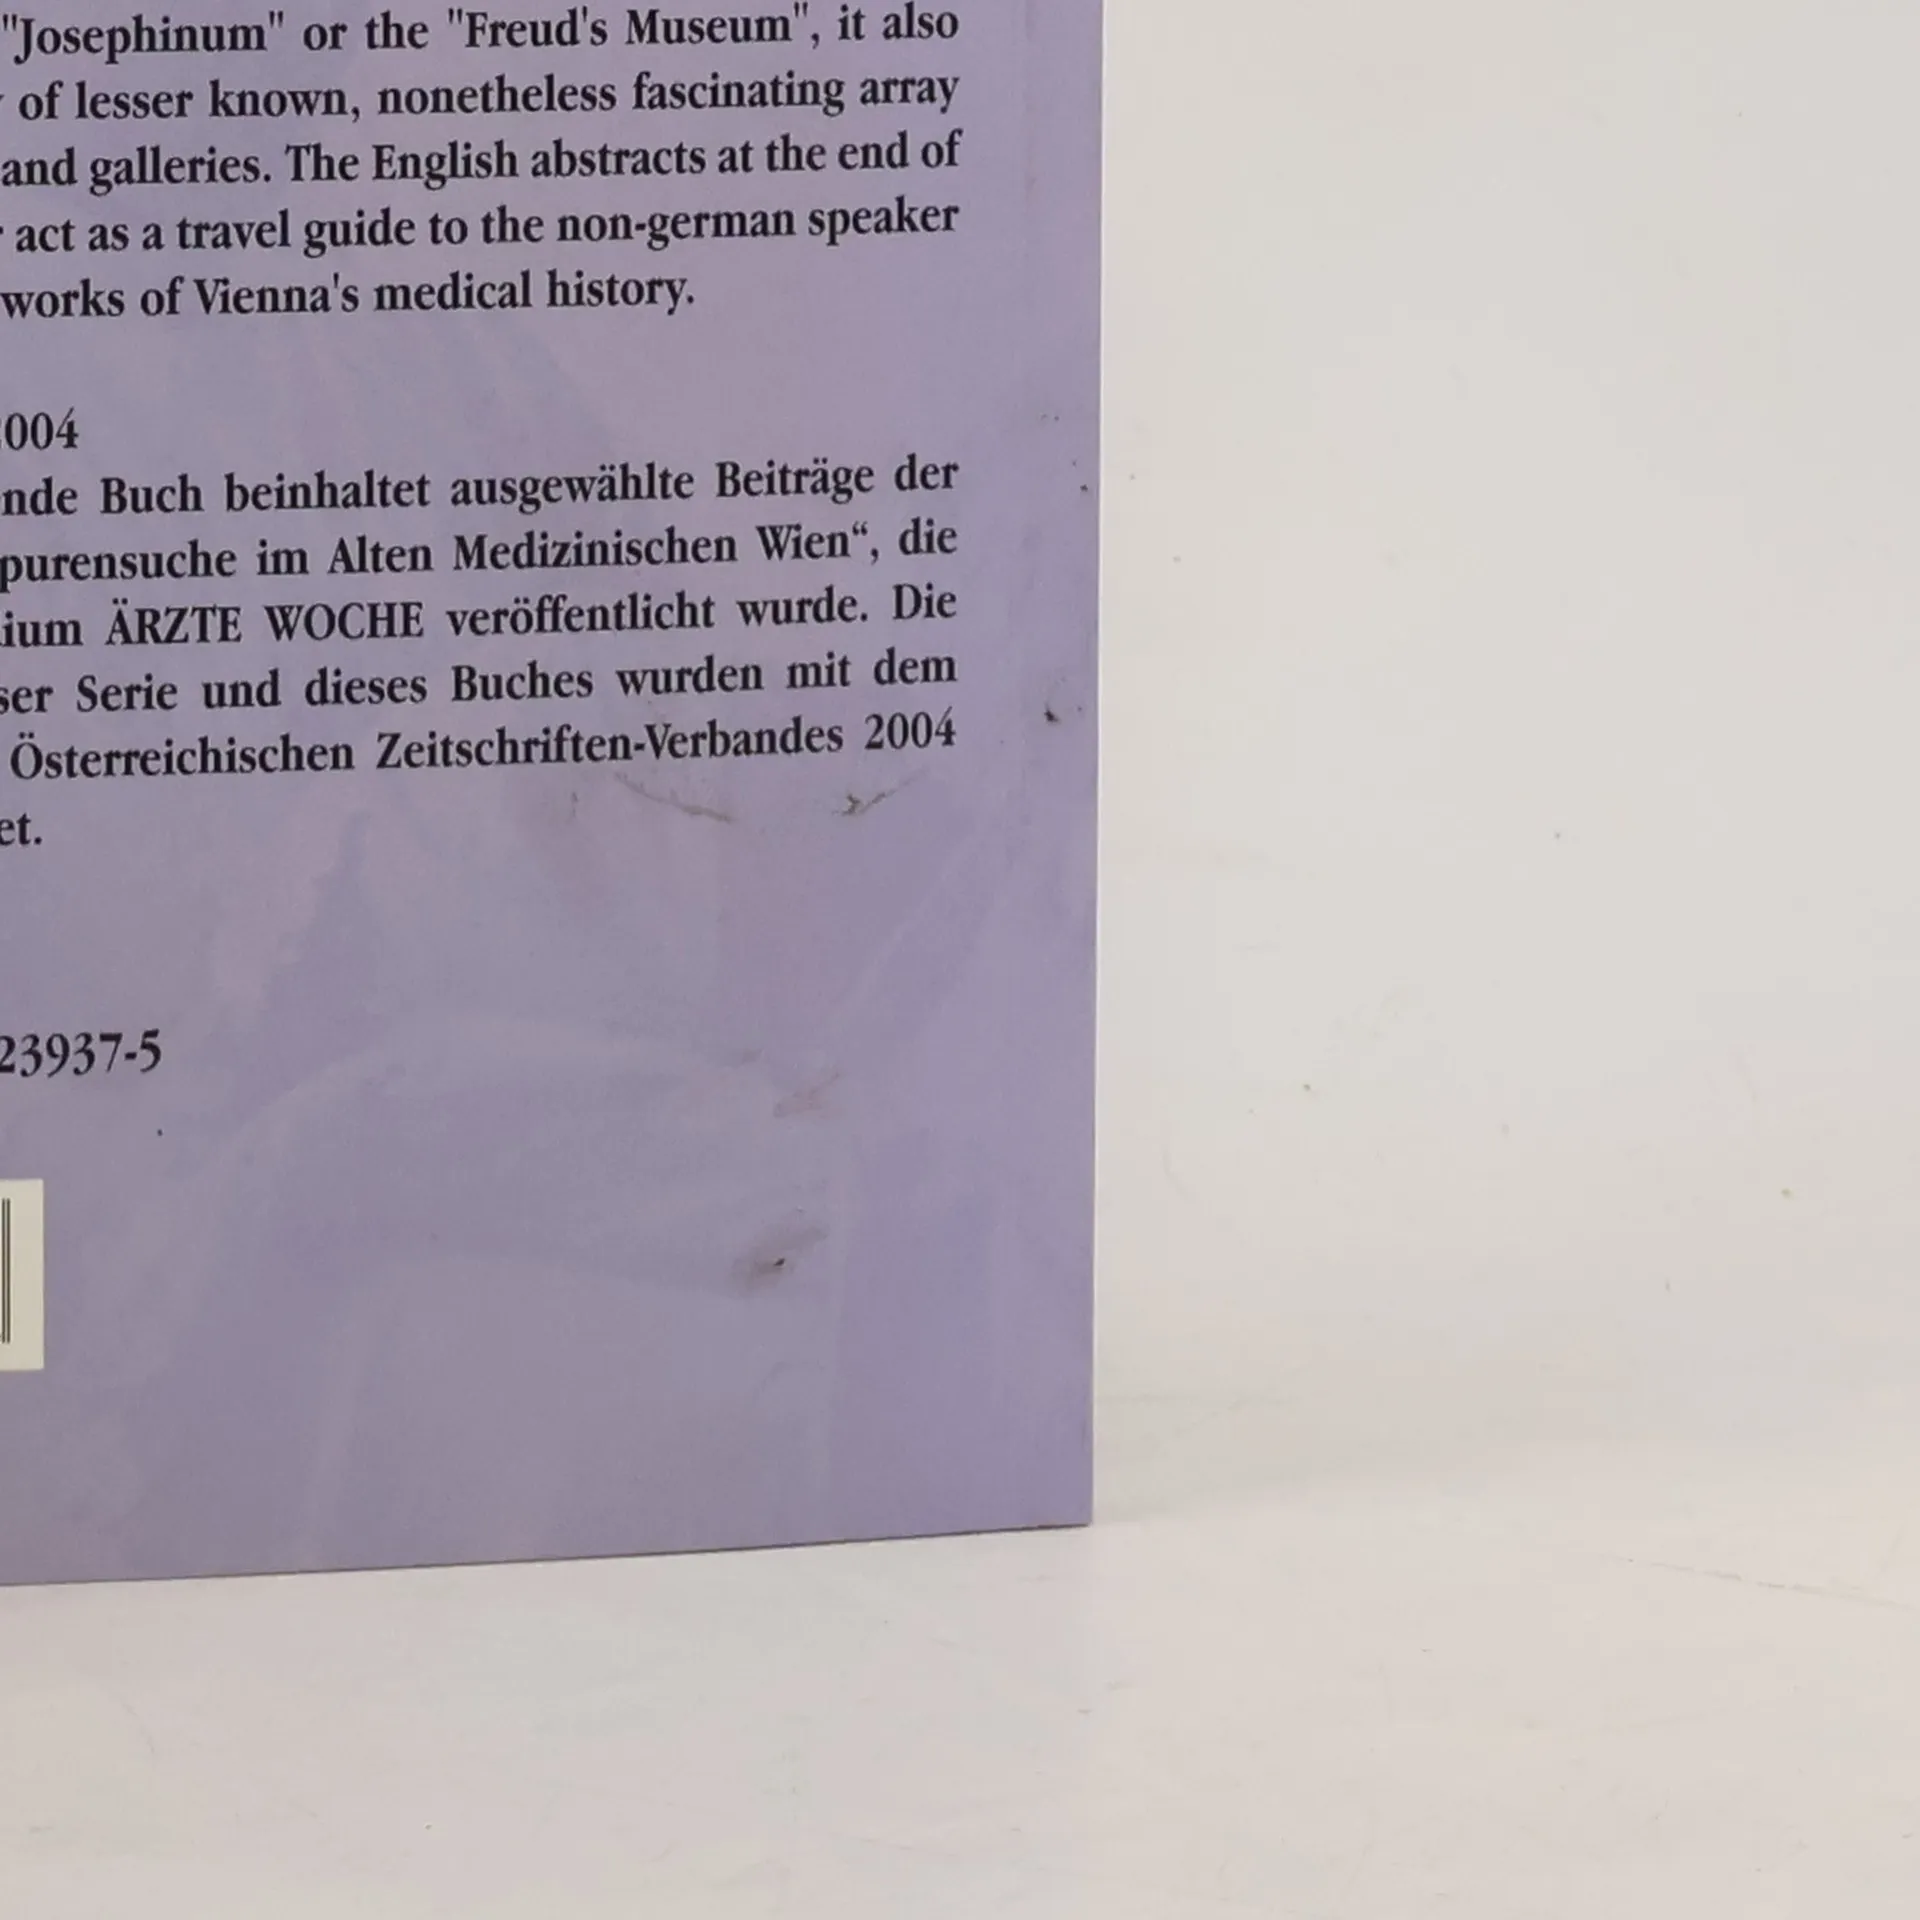 "Josephinum" or the "Freud's Museum", it also
of lesser known, nonetheless fascinating array
and galleries. The English abstracts at the end of
act as a travel guide to the non-german speaker
works of Vienna's medical history.
004
nde Buch beinhaltet ausgewählte Beiträge der
purensuche im Alten Medizinischen Wien“, die
ium ÄRZTE WOCHE veröffentlicht wurde. Die
ser Serie und dieses Buches wurden mit dem
Österreichischen Zeitschriften-Verbandes 2004
et.
23937-5